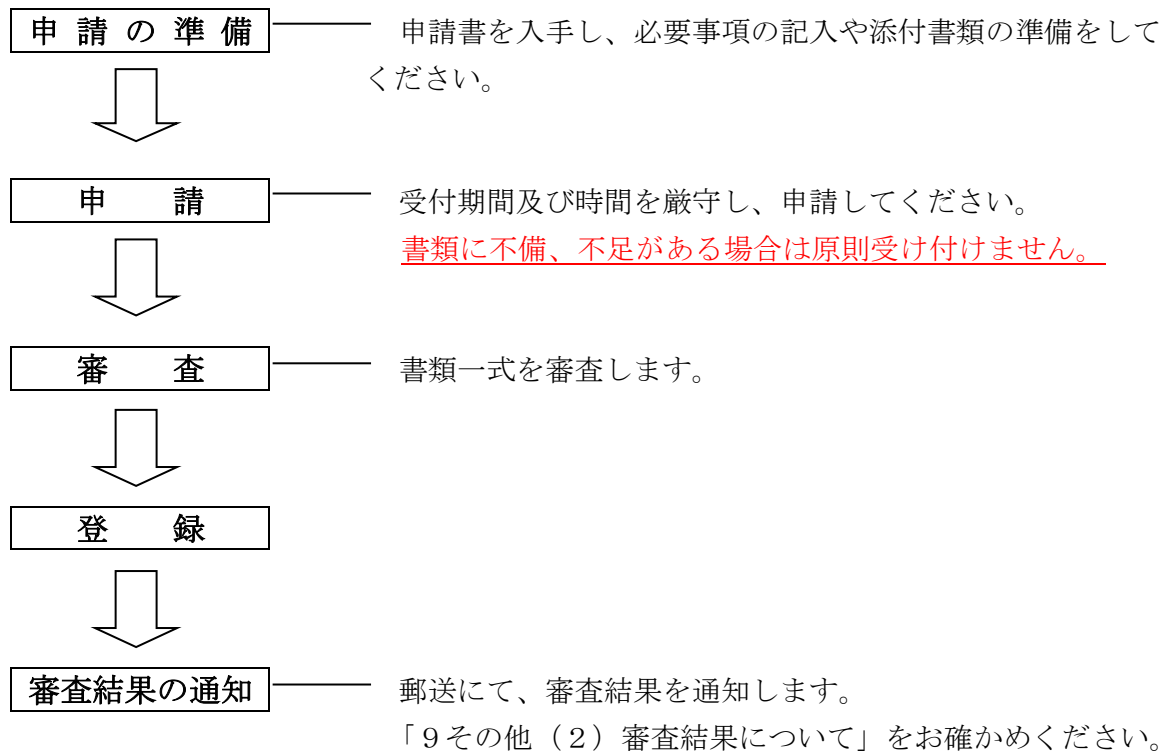 申請の準備 申請書を入手し、必要事項の記入や添付書類の準備をして
ください。
申請 受付期間及び時間を厳守し、申請してください。
書類に不備、不足がある場合は原則受け付けません。
審査 書類一式を審査します。
登録
審査結果の通知 郵送にて、審査結果を通知します。
「９その他（２）審査結果について」をお確かめください。